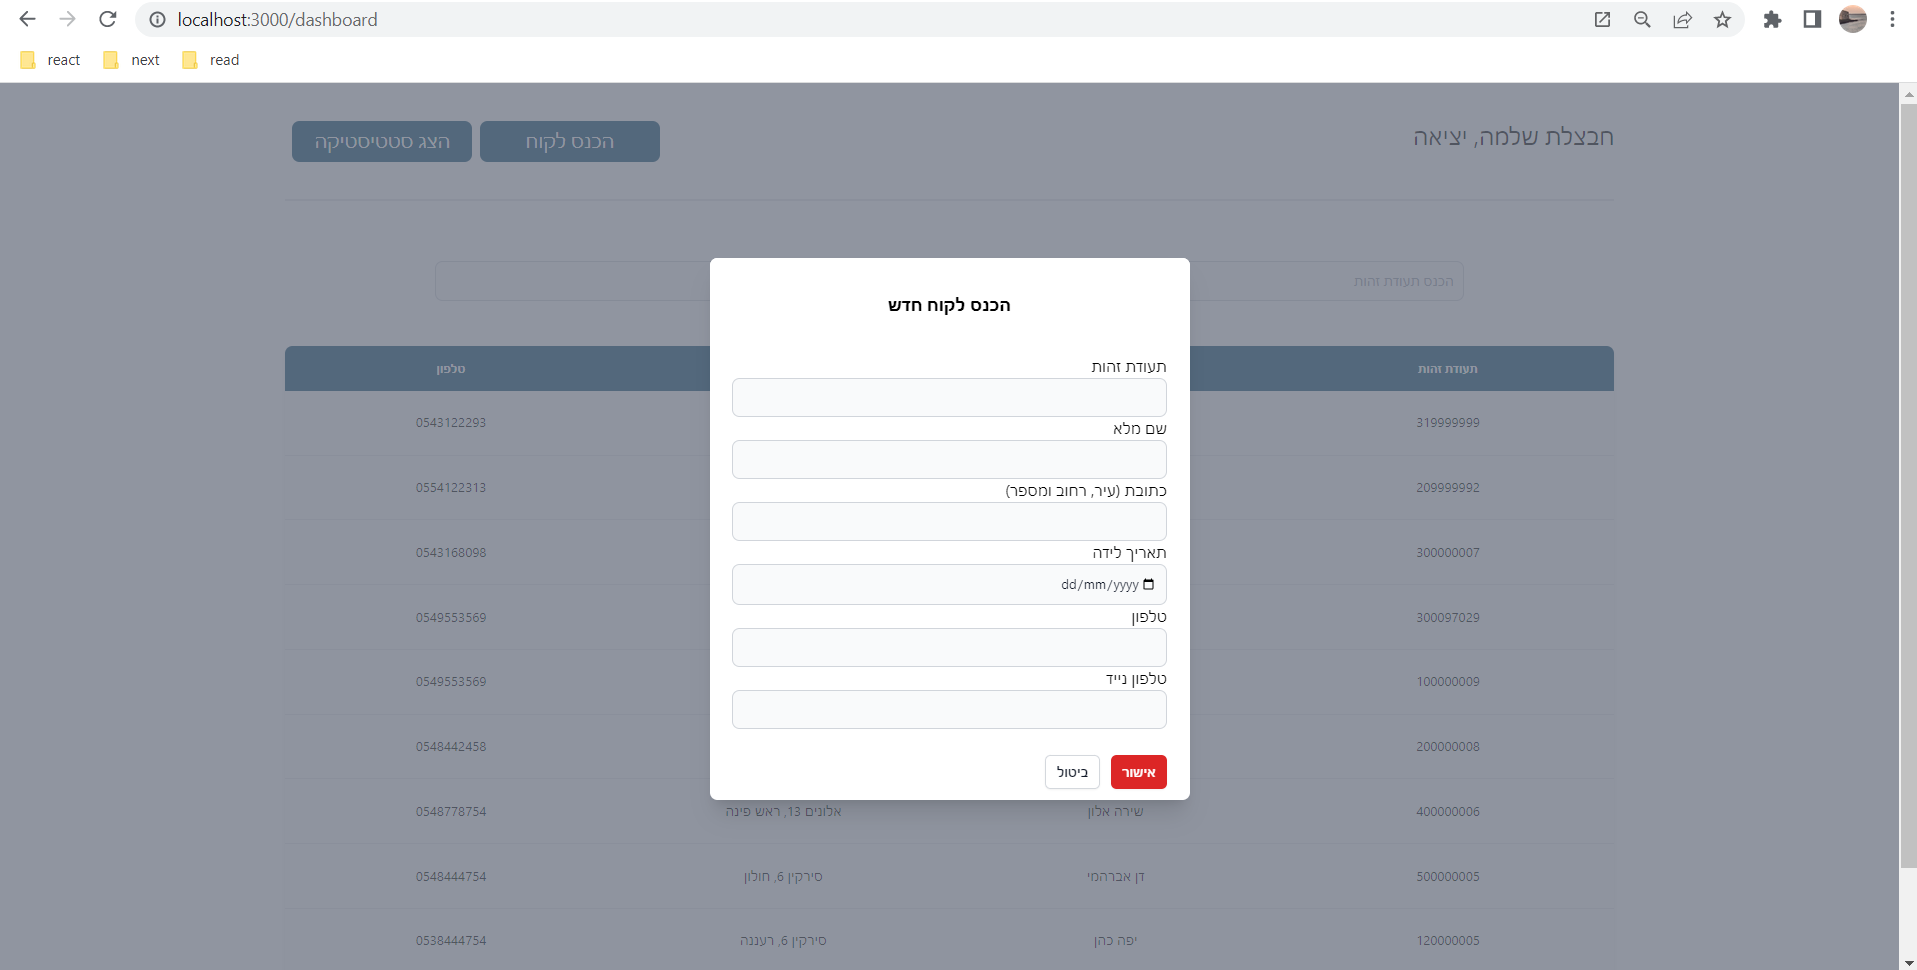 localhost:3000/dashboard
react next read
חבצלת שלמה, יציאה
הכנס לקוח
הצג סטטיסטיקה
הכנס תעודת זהות
תעודת זהות
טלפון
319999999 0543122293
209999992 0554122313
300000007 0543168098
300097029 0549553569
100000009 0549553569
200000008 0548442458
400000006 שירה אלון אלונים 13, ראש פינה 0548778754
500000005 דן אברהמי סירקין 6, חולון 0548444754
120000005 יפה כהן סירקין 6, רעננה 0538444754
הכנס לקוח חדש
תעודת זהות
שם מלא
כתובת (עיר, רחוב ומספר)
תאריך לידה
dd/mm/yyyy
טלפון
טלפון נייד
אישור
ביטול